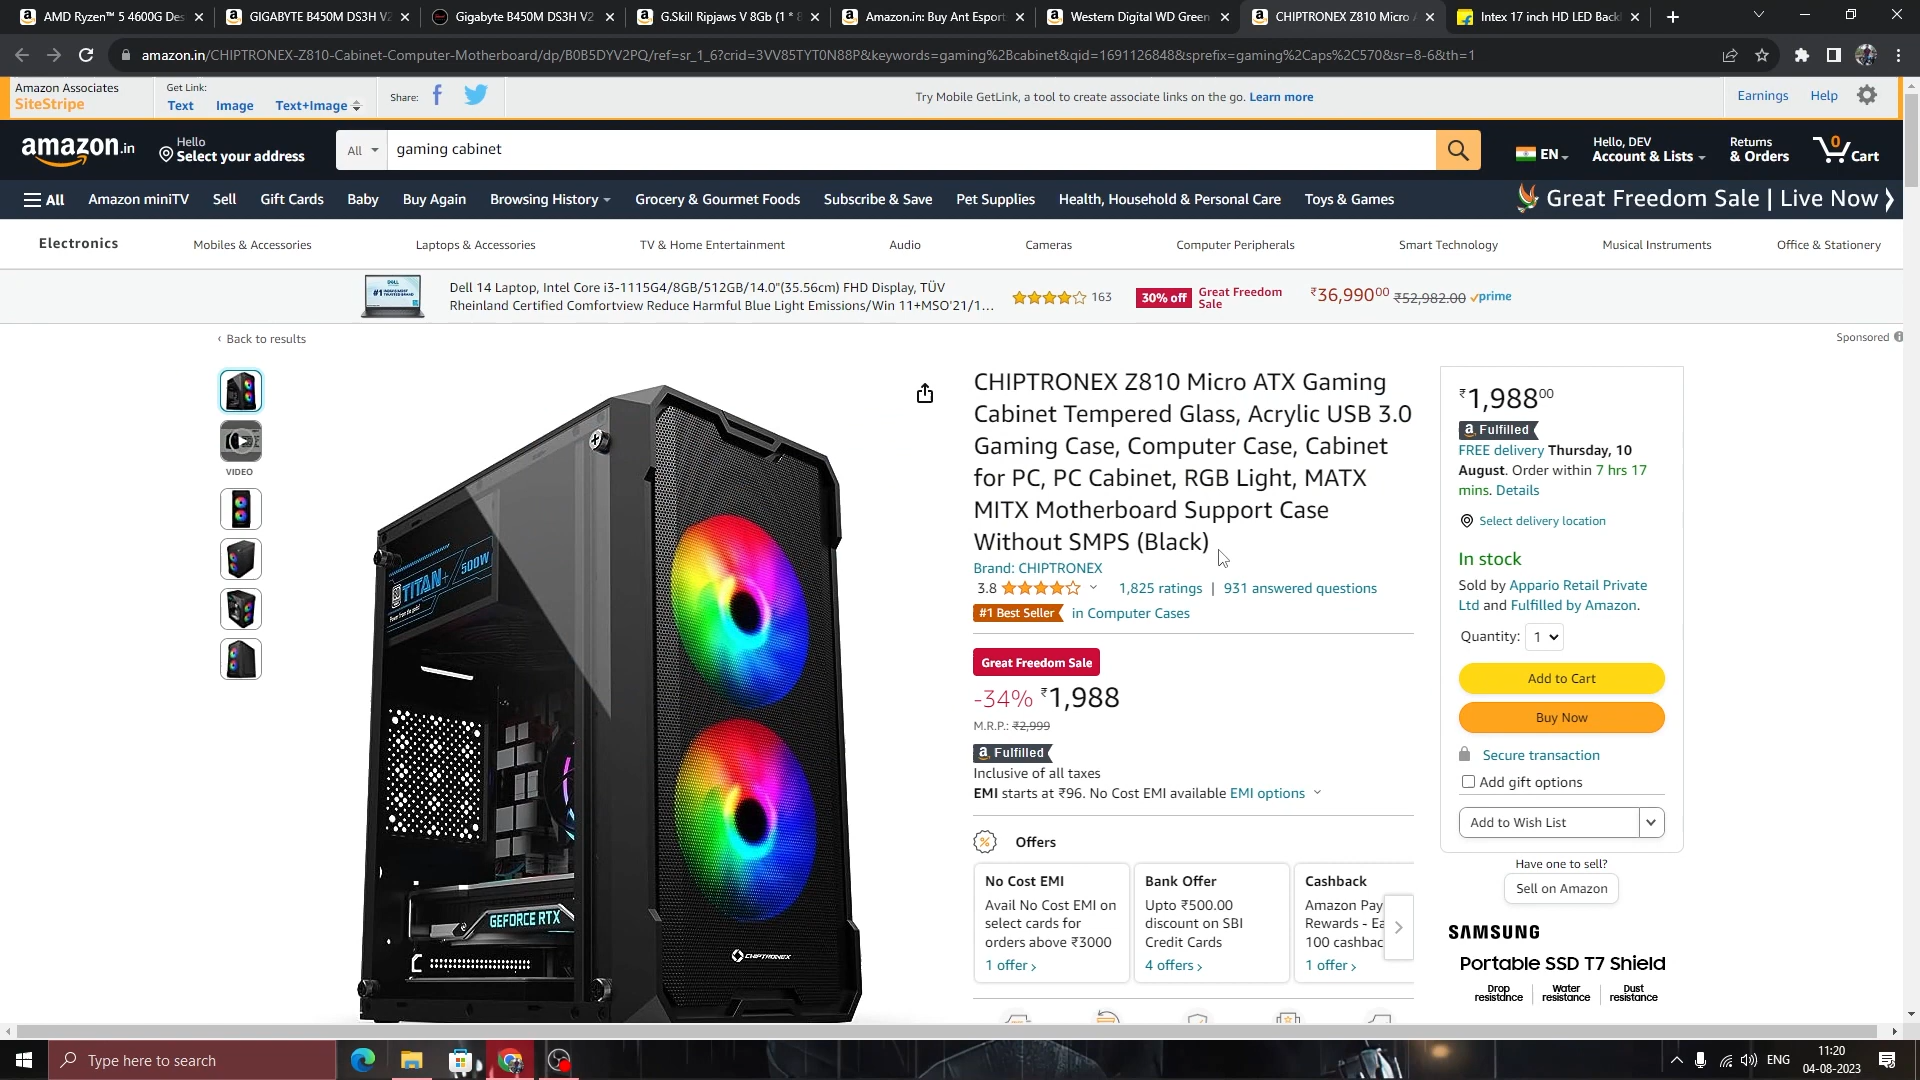 AMD Ryzen™ 5 4600G Des
GIGABYTE B450M DS3H V2
Gigabyte B450M DS3H V2
G.Skill Ripjaws V 8Gb (1 * 8
Amazon.in: Buy Ant Esport
Western Digital WD Green
CHIPTRONEX Z810 Micro A
Intex 17 inch HD LED Back
amazon.in/CHIPTRONEX-Z810-Cabinet-Computer-Motherboard/dp/B0B5DYV2PQ/ref=sr_1_6?crid=3VV85TYT0N88P&keywords=gaming%2Bcabinet&qid=1691126848&sprefix=gaming%2Caps%2C570&sr=8-6&th=1
Amazon Associates
SiteStripe
Get Link:
Text Image Text+Image
Share:
Try Mobile GetLink, a tool to create associate links on the go. Learn more
Earnings Help
amazon.in
Hello
Select your address
All
gaming cabinet
EN
Hello, DEV
Account & Lists
Returns
& Orders
0
Cart
All Amazon miniTV Sell Gift Cards Baby Buy Again Browsing History Grocery & Gourmet Foods Subscribe & Save Pet Supplies Health, Household & Personal Care Toys & Games
Great Freedom Sale | Live Now
Electronics Mobiles & Accessories Laptops & Accessories TV & Home Entertainment Audio Cameras Computer Peripherals Smart Technology Musical Instruments Office & Stationery
Dell 14 Laptop, Intel Core i3-1115G4/8GB/512GB/14.0"(35.56cm) FHD Display, TÜV
Rheinland Certified Comfortview Reduce Harmful Blue Light Emissions/Win 11+MSO'21/1...
163
30% off
Great Freedom
Sale
₹36,990.00 ₹52,982.00 prime
‹ Back to results
Sponsored
VIDEO
TITAN+ 500W
GEFORCE RTX
CHIPTRONEX
CHIPTRONEX Z810 Micro ATX Gaming
Cabinet Tempered Glass, Acrylic USB 3.0
Gaming Case, Computer Case, Cabinet
for PC, PC Cabinet, RGB Light, MATX
MITX Motherboard Support Case
Without SMPS (Black)
Brand: CHIPTRONEX
3.8 1,825 ratings | 931 answered questions
#1 Best Seller in Computer Cases
Great Freedom Sale
-34% ₹1,988
M.R.P.: ₹2,999
a Fulfilled
Inclusive of all taxes
EMI starts at ₹96. No Cost EMI available EMI options
Offers
No Cost EMI
Avail No Cost EMI on
select cards for
orders above ₹3000
1 offer ›
Bank Offer
Upto ₹500.00
discount on SBI
Credit Cards
4 offers ›
Cashback
Amazon Pay
Rewards - Ea
100 cashbac
1 offer ›
₹1,988.00
a Fulfilled
FREE delivery Thursday, 10
August. Order within 7 hrs 17
mins. Details
Select delivery location
In stock
Sold by Appario Retail Private
Ltd and Fulfilled by Amazon.
Quantity: 1
Add to Cart
Buy Now
Secure transaction
Add gift options
Add to Wish List
Have one to sell?
Sell on Amazon
SAMSUNG
Portable SSD T7 Shield
Drop
resistance
Water
resistance
Dust
resistance
Type here to search
ENG
11:20
04-08-2023